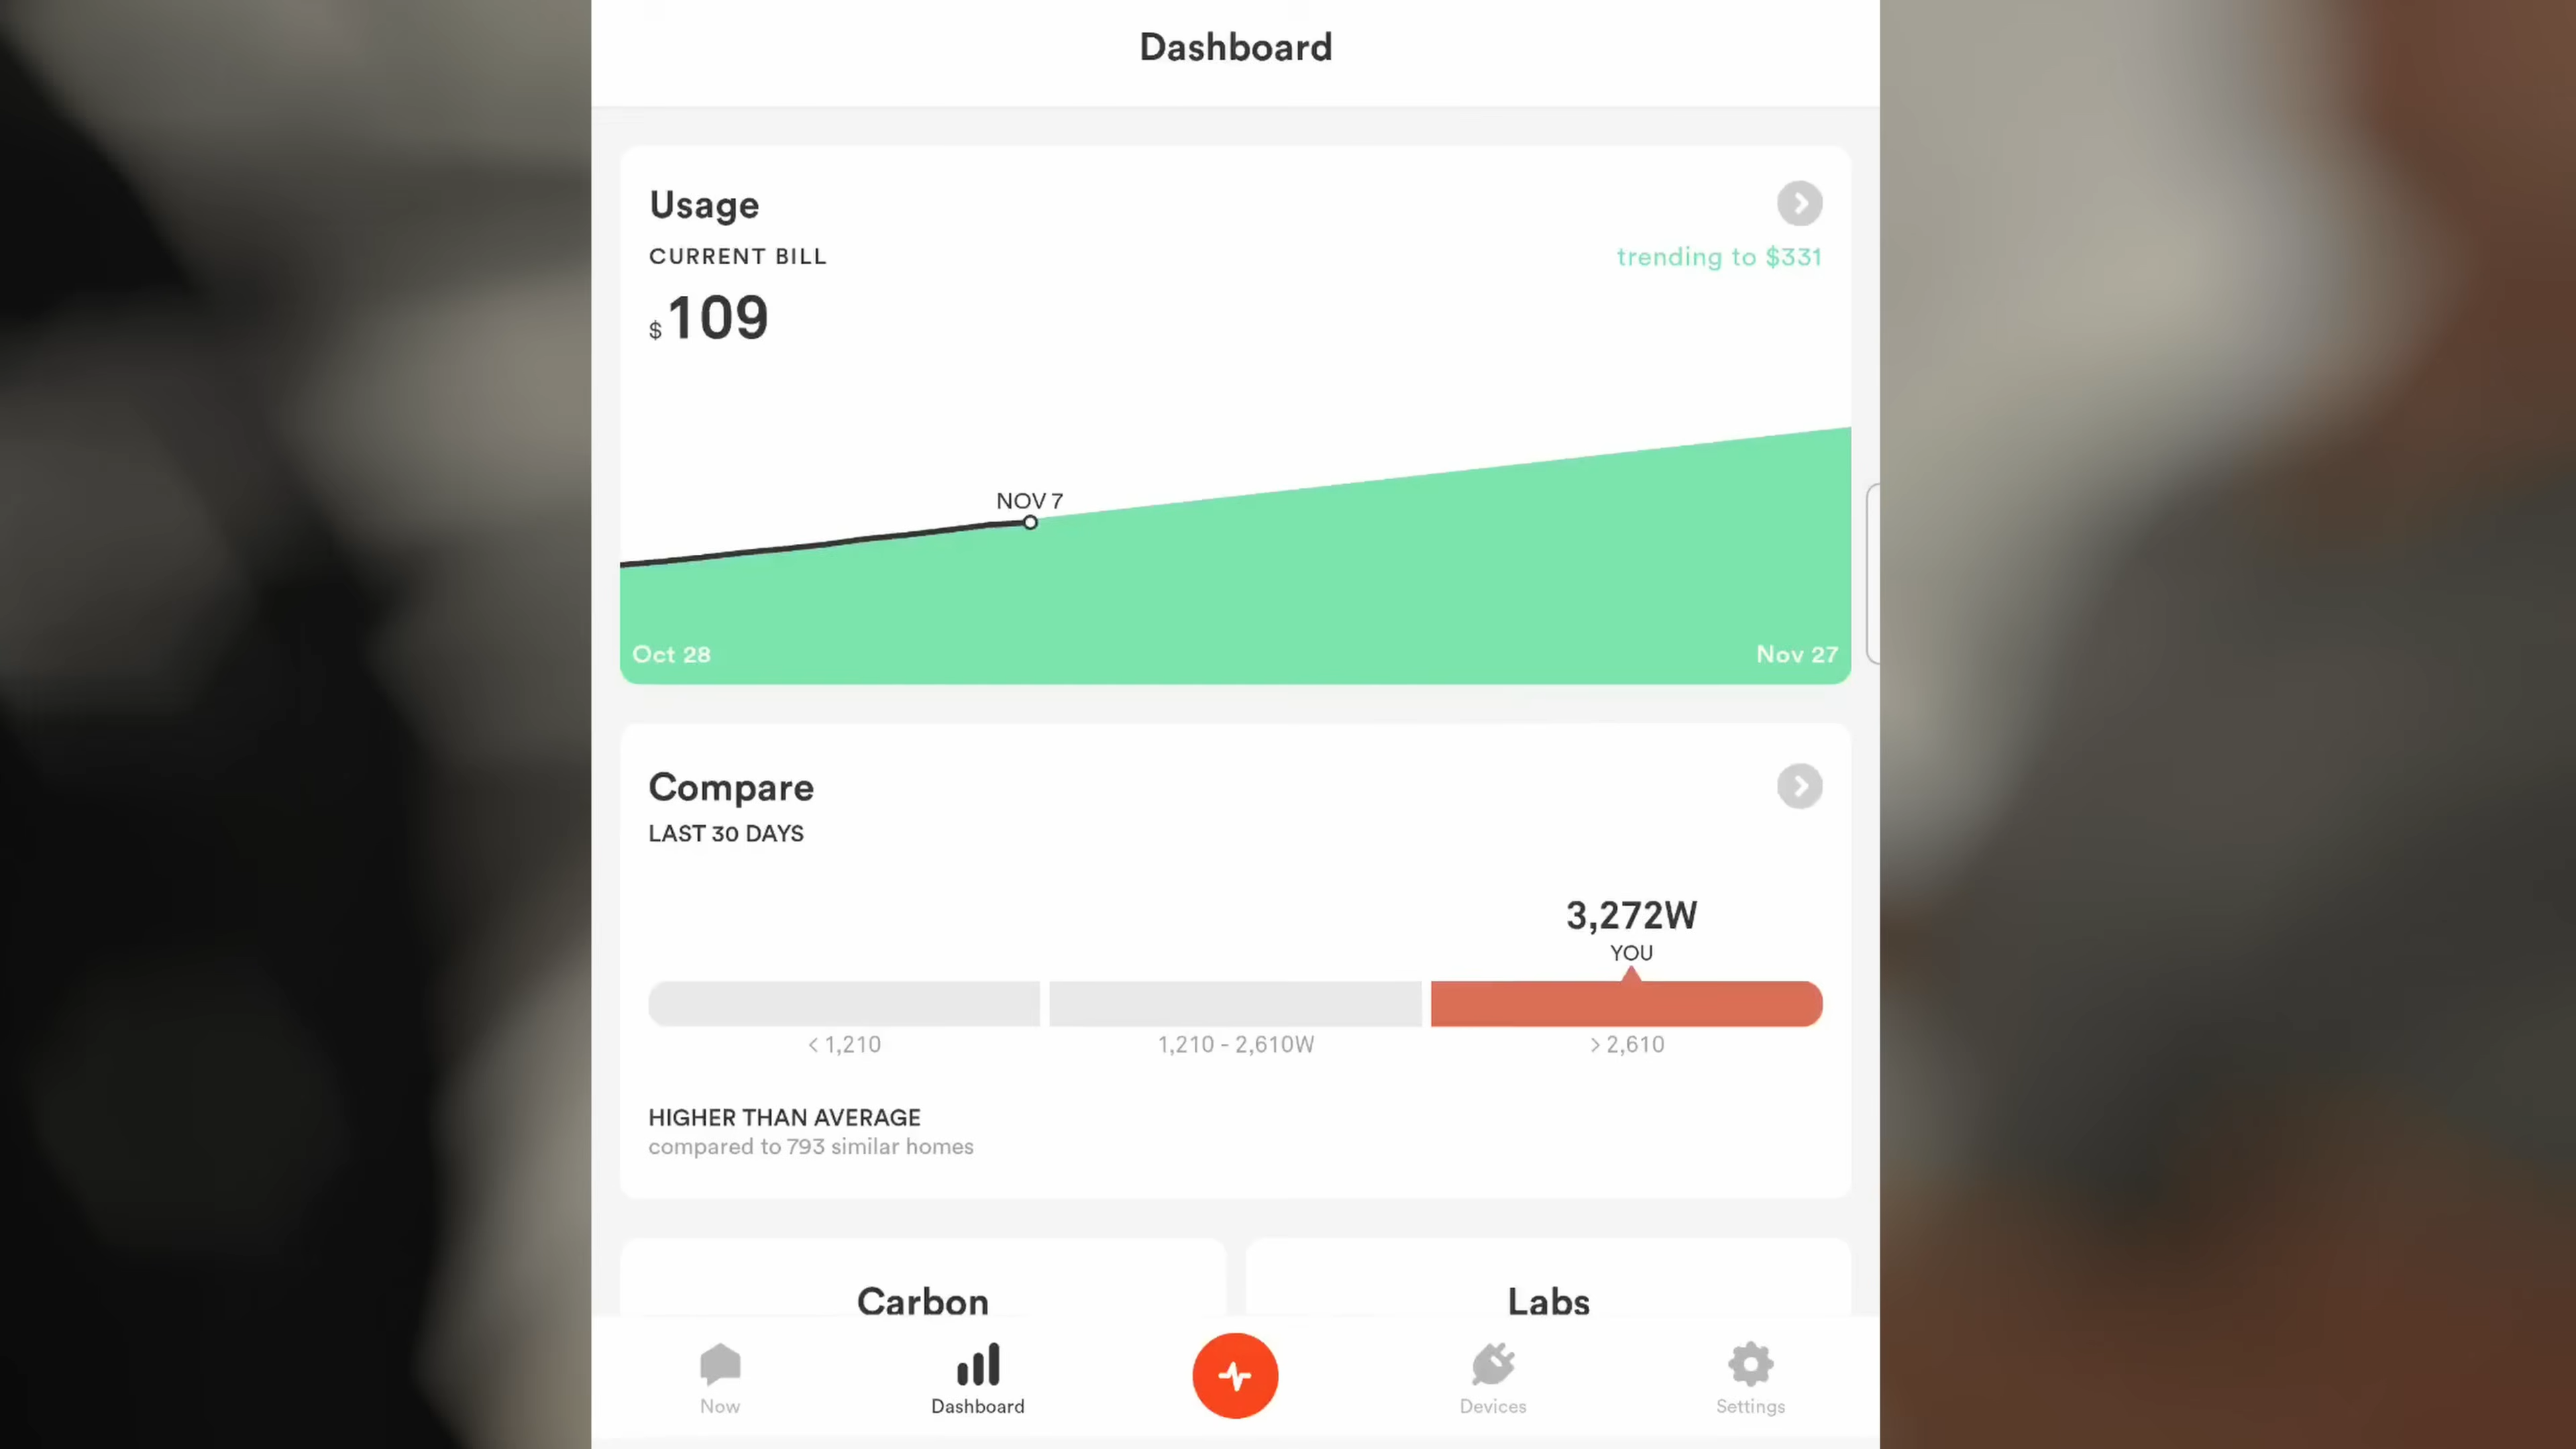 Dashboard
Usage
CURRENT BILL
trending to $331
$109
NOV 7
Oct 28
Nov 27
Compare
LAST 30 DAYS
3,272W
YOU
< 1,210
1,210 - 2,610W
> 2,610
HIGHER THAN AVERAGE
compared to 793 similar homes
Carbon
Labs
Now
Dashboard
Devices
Settings